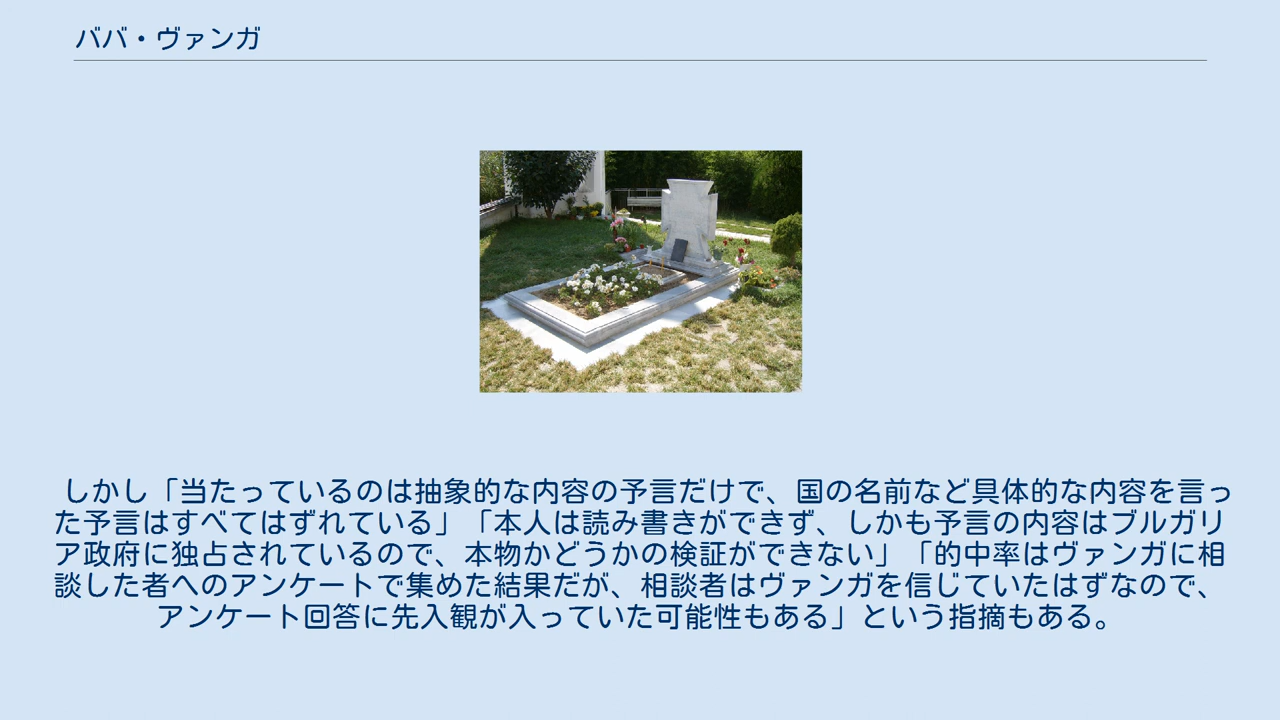 ババ・ヴァンガ
しかし「当たっているのは抽象的な内容の予言だけで、国の名前など具体的な内容を言っ
た予言はすべてはずれている」「本人は読み書きができず、しかも予言の内容はブルガリ
ア政府に独占されているので、本物かどうかの検証ができない」「的中率はヴァンガに相
談した者へのアンケートで集めた結果だが、相談者はヴァンガを信じていたはずなので、
アンケート回答に先入観が入っていた可能性もある」という指摘もある。